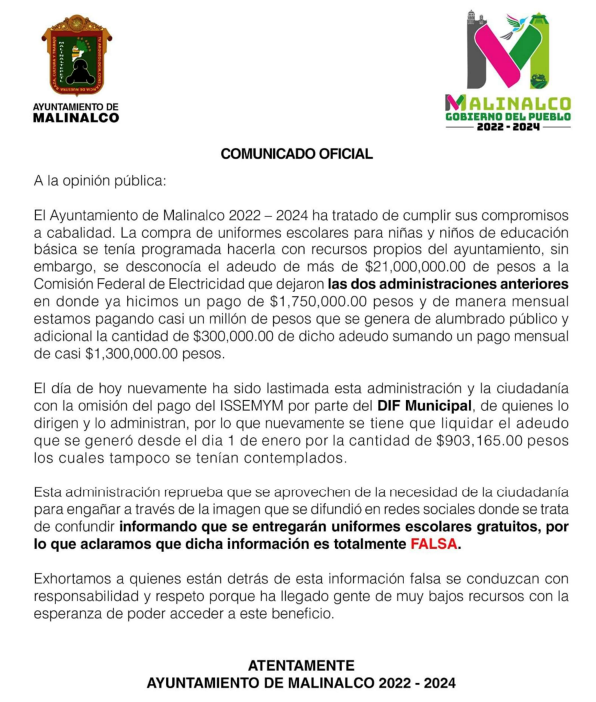 AYUNTAMIENTO DE
MALINALCO
MALINALCO
GOBIERNO DEL PUEBLO
2022 - 2024
COMUNICADO OFICIAL
A la opinión pública:
El Ayuntamiento de Malinalco 2022 – 2024 ha tratado de cumplir sus compromisos
a cabalidad. La compra de uniformes escolares para niñas y niños de educación
básica se tenía programada hacerla con recursos propios del ayuntamiento, sin
embargo, se desconocía el adeudo de más de $21,000,000.00 de pesos a la
Comisión Federal de Electricidad que dejaron las dos administraciones anteriores
en donde ya hicimos un pago de $1,750,000.00 pesos y de manera mensual
estamos pagando casi un millón de pesos que se genera de alumbrado público y
adicional la cantidad de $300,000.00 de dicho adeudo sumando un pago mensual
de casi $1,300,000.00 pesos.
El día de hoy nuevamente ha sido lastimada esta administración y la ciudadanía
con la omisión del pago del ISSEMYM por parte del DIF Municipal, de quienes lo
dirigen y lo administran, por lo que nuevamente se tiene que liquidar el adeudo
que se generó desde el dia 1 de enero por la cantidad de $903,165.00 pesos
los cuales tampoco se tenían contemplados.
Esta administración reprueba que se aprovechen de la necesidad de la ciudadanía
para engañar a través de la imagen que se difundió en redes sociales donde se trata
de confundir informando que se entregarán uniformes escolares gratuitos, por
lo que aclaramos que dicha información es totalmente FALSA.
Exhortamos a quienes están detrás de esta información falsa se conduzcan con
responsabilidad y respeto porque ha llegado gente de muy bajos recursos con la
esperanza de poder acceder a este beneficio.
ATENTAMENTE
AYUNTAMIENTO DE MALINALCO 2022 - 2024